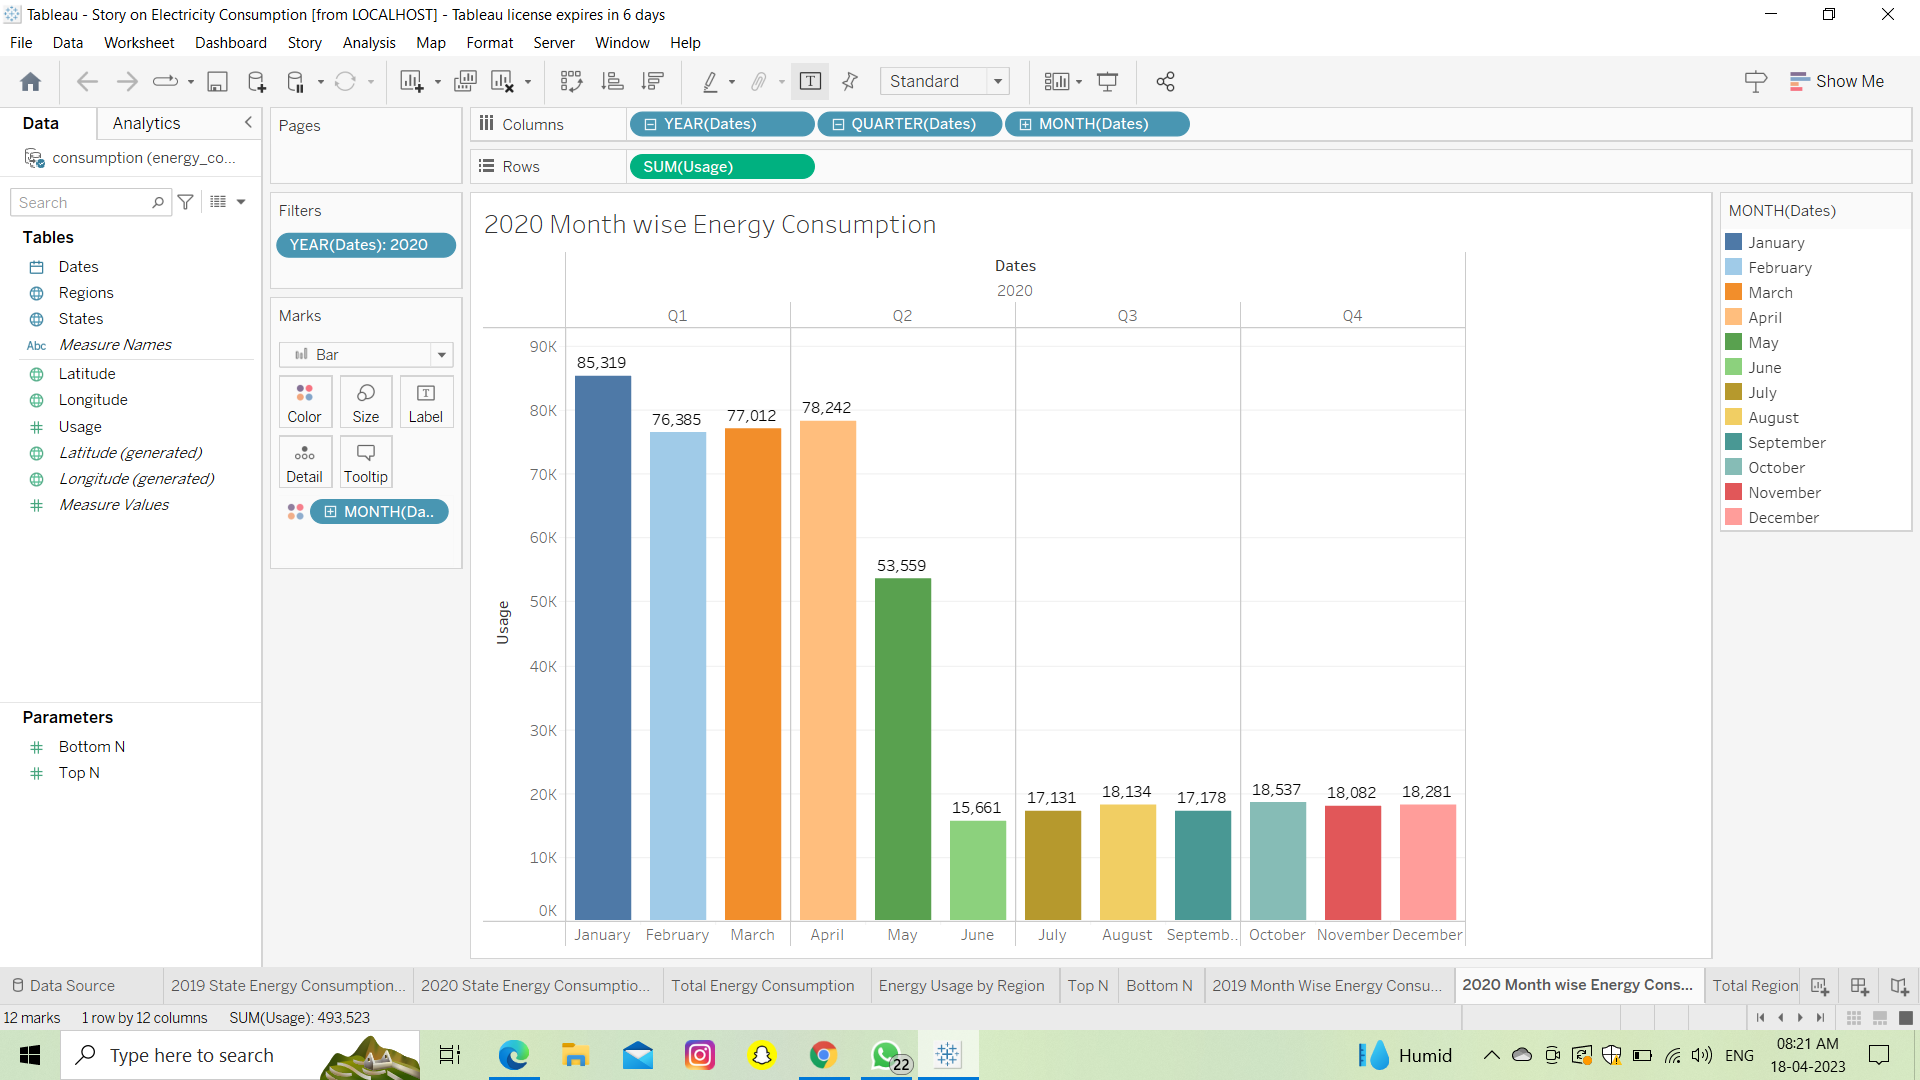 Tableau - Story on Electricity Consumption [from LOCALHOST] - Tableau license expires in 6 days
File Data Worksheet Dashboard Story Analysis Map Format Server Window Help
Standard
Show Me
Data Analytics
consumption (energy_co...
Search
Tables
Dates
Regions
States
Abc Measure Names
Latitude
Longitude
Usage
Latitude (generated)
Longitude (generated)
Measure Values
Parameters
Bottom N
Top N
Pages
Filters
YEAR(Dates): 2020
Marks
Bar
Color Size Label
Detail Tooltip
MONTH(Da..
Columns YEAR(Dates) QUARTER(Dates) MONTH(Dates)
Rows SUM(Usage)
2020 Month wise Energy Consumption
Dates
2020
Q1 Q2 Q3 Q4
Usage
90K
80K
70K
60K
50K
40K
30K
20K
10K
0K
85,319
76,385
77,012
78,242
53,559
15,661
17,131
18,134
17,178
18,537
18,082
18,281
January February March April May June July August Septemb.. October November December
MONTH(Dates)
January
February
March
April
May
June
July
August
September
October
November
December
Data Source 2019 State Energy Consumption... 2020 State Energy Consumptio... Total Energy Consumption Energy Usage by Region Top N Bottom N 2019 Month Wise Energy Consu... 2020 Month wise Energy Cons... Total Region
12 marks 1 row by 12 columns SUM(Usage): 493,523
Type here to search
22
Humid
ENG
08:21 AM
18-04-2023